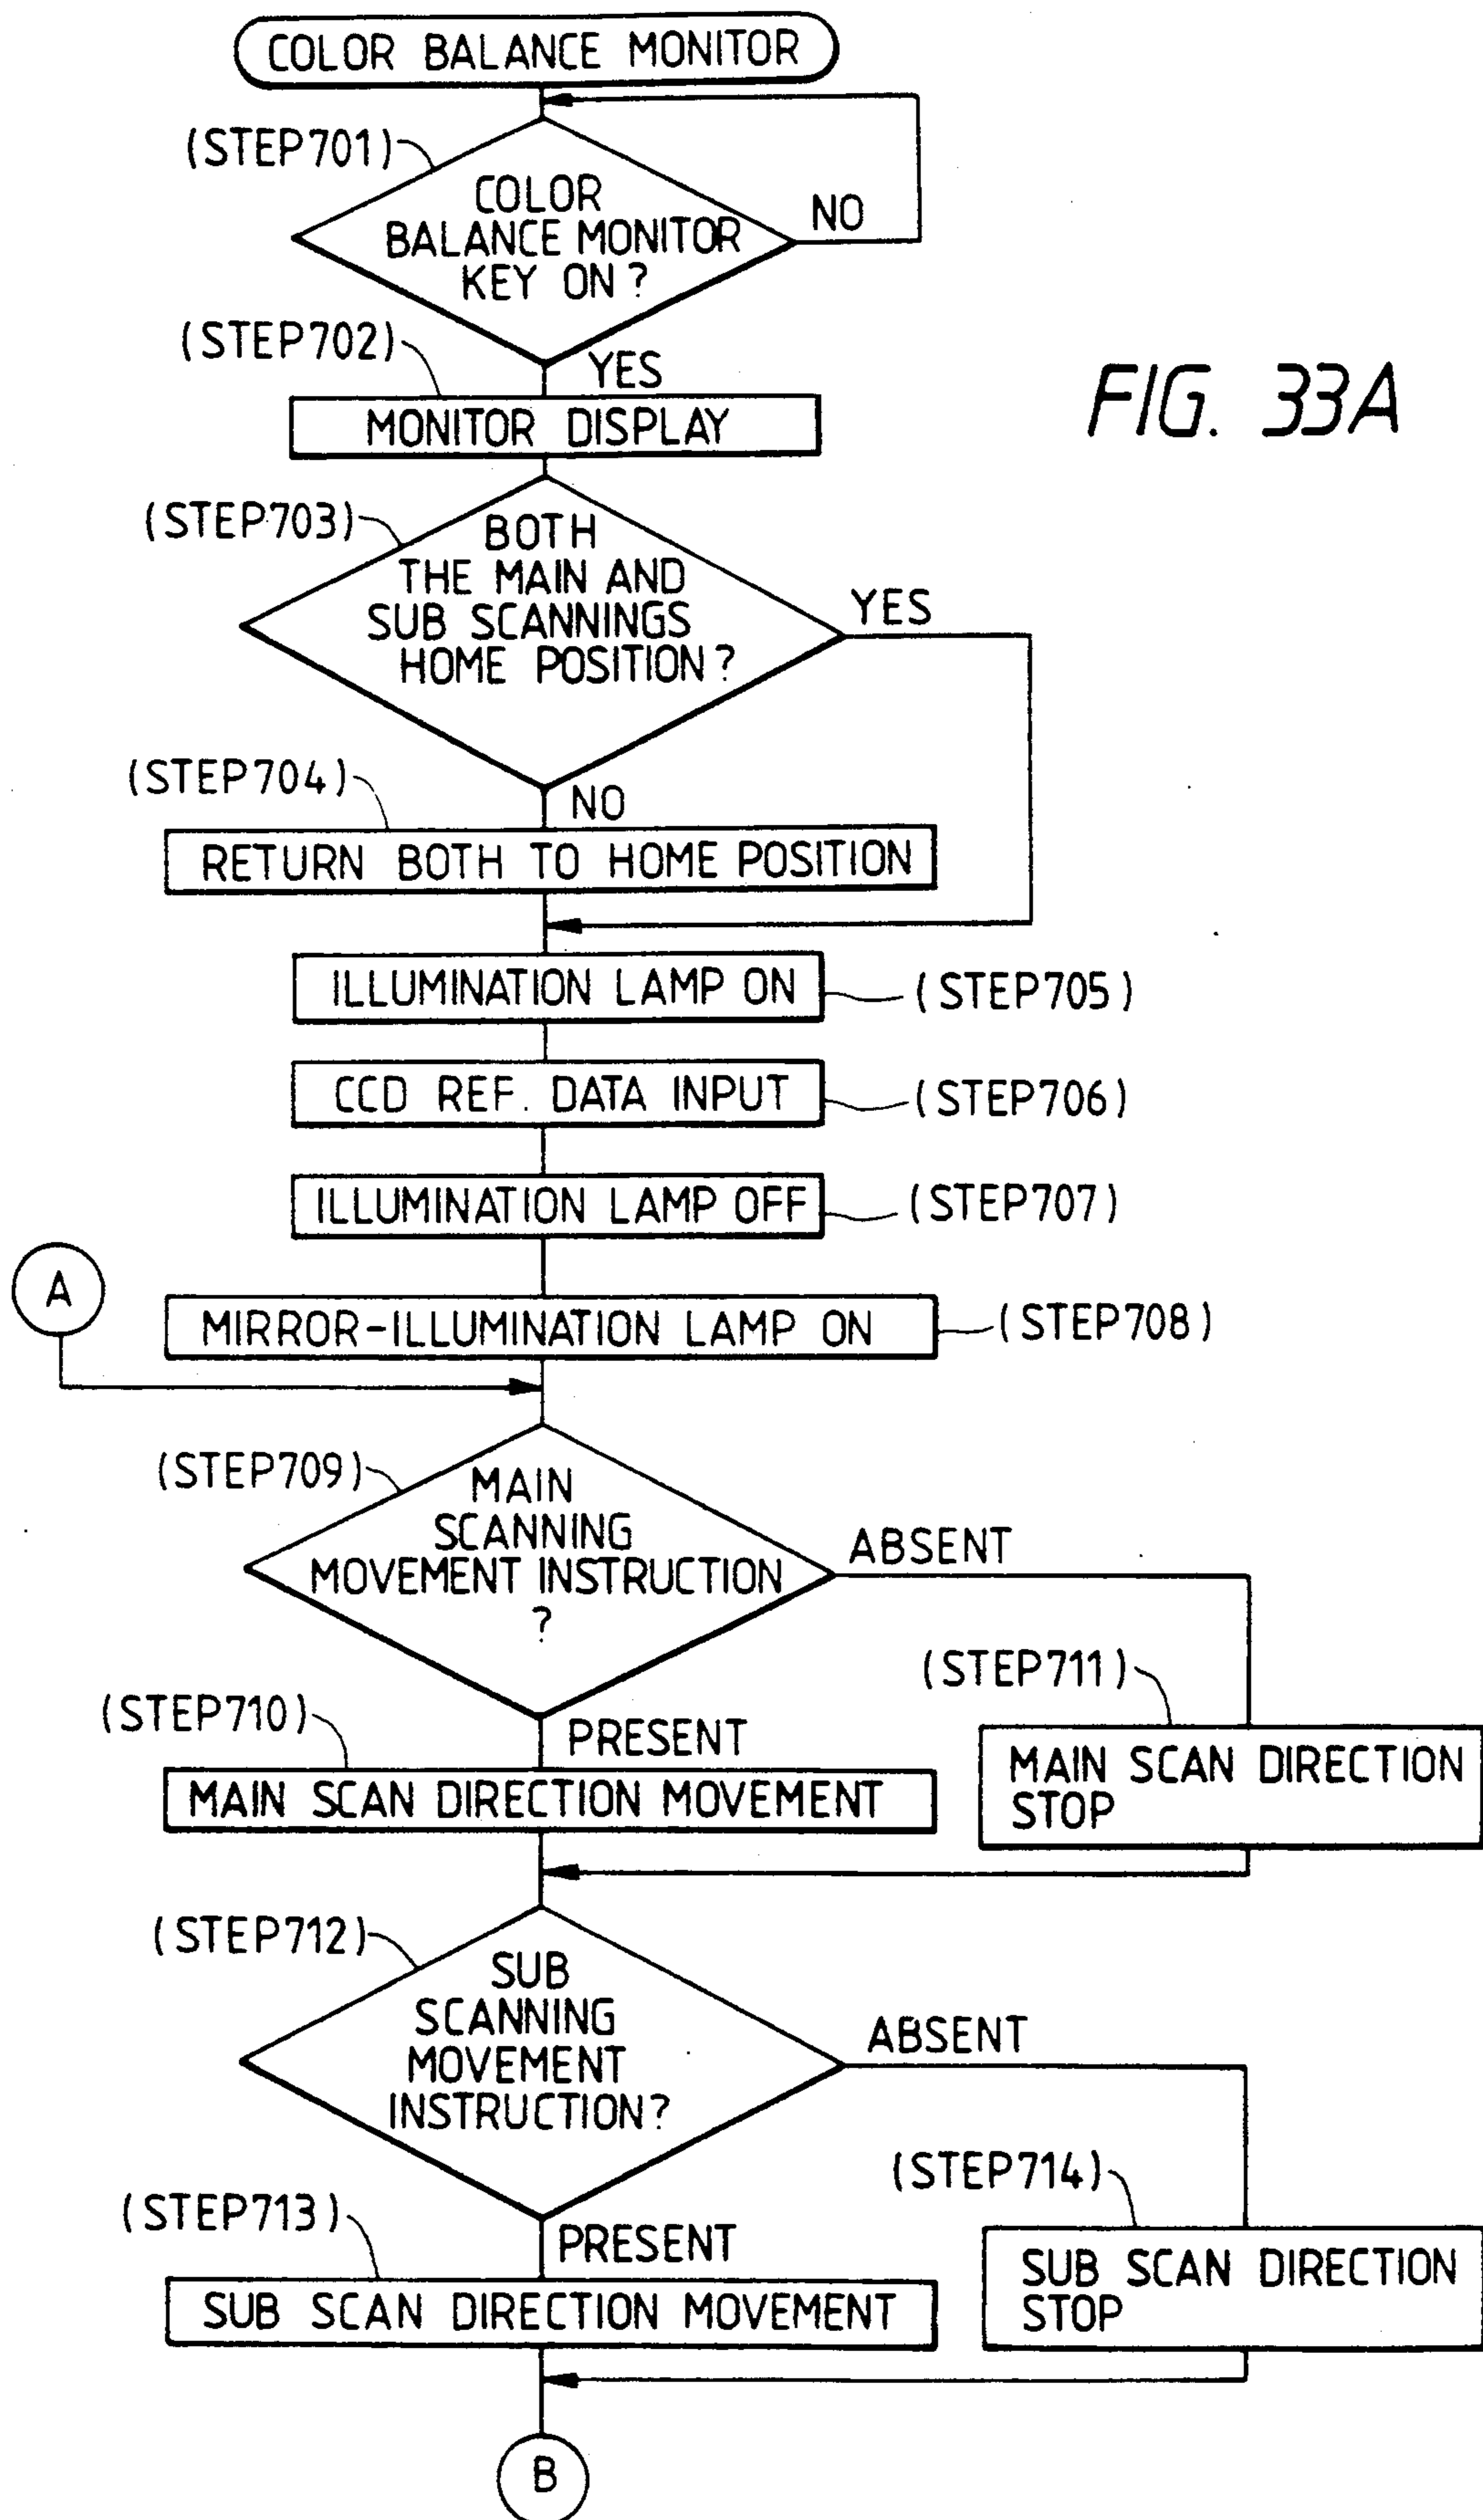 COLOR BALANCE MONITOR
(STEP701)
COLOR
BALANCE MONITOR
KEY ON?
NO
(STEP702)
YES
MONITOR DISPLAY
FIG. 33A
(STEP703)
BOTH
THE MAIN AND
SUB SCANNINGS
HOME POSITION?
YES
(STEP704)
NO
RETURN BOTH TO HOME POSITION
ILLUMINATION LAMP ON
(STEP705)
CCD REF. DATA INPUT
(STEP706)
ILLUMINATION LAMP OFF
(STEP707)
A
MIRROR-ILLUMINATION LAMP ON
(STEP708)
(STEP709)
MAIN
SCANNING
MOVEMENT INSTRUCTION
?
ABSENT
(STEP710)
PRESENT
MAIN SCAN DIRECTION MOVEMENT
(STEP711)
MAIN SCAN DIRECTION
STOP
(STEP712)
SUB
SCANNING
MOVEMENT
INSTRUCTION?
ABSENT
(STEP713)
PRESENT
SUB SCAN DIRECTION MOVEMENT
(STEP714)
SUB SCAN DIRECTION
STOP
B